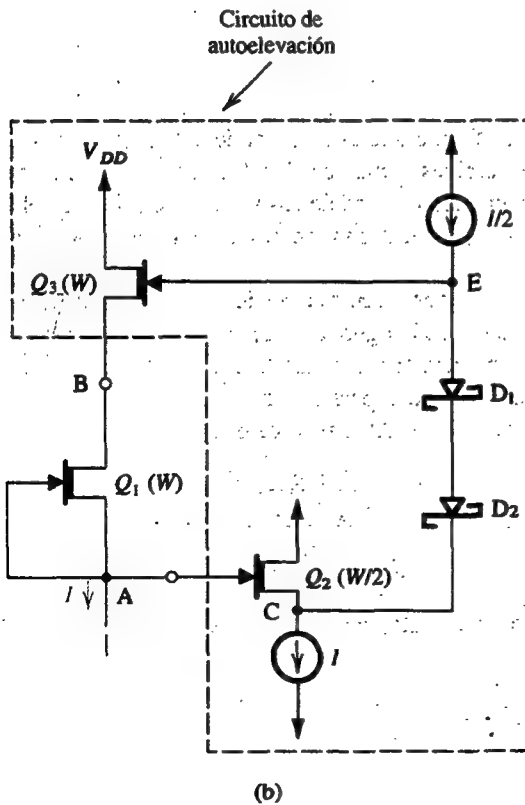 Circuito de
autoelevación
V_DD
I/2
Q3 (W)
E
B
D1
Q1 (W)
D2
Q2 (W/2)
I
A
C
I
(b)